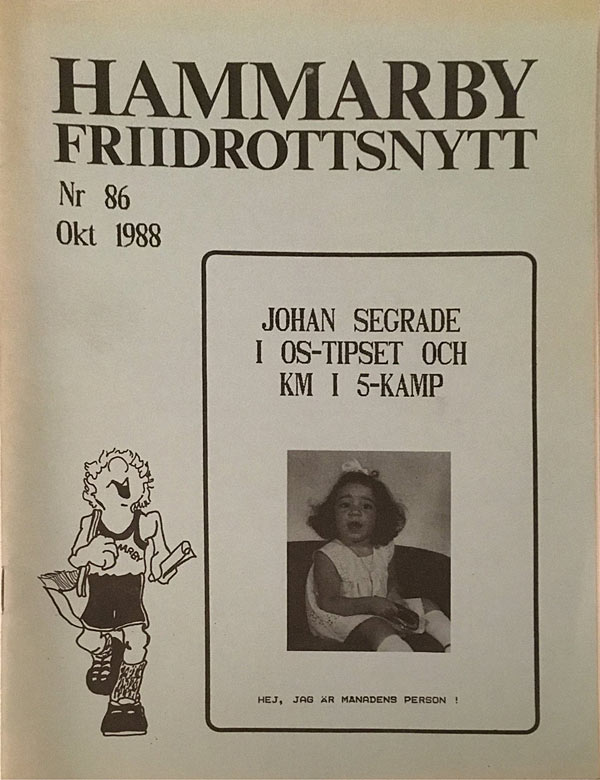 HAMMARBY
FRIIDROTTSNYTT
Nr 86
Okt 1988
JOHAN SEGRADE
I OS-TIPSET OCH
KM I 5-KAMP
MRBY
HEJ, JAG ÄR MÅNADENS PERSON !